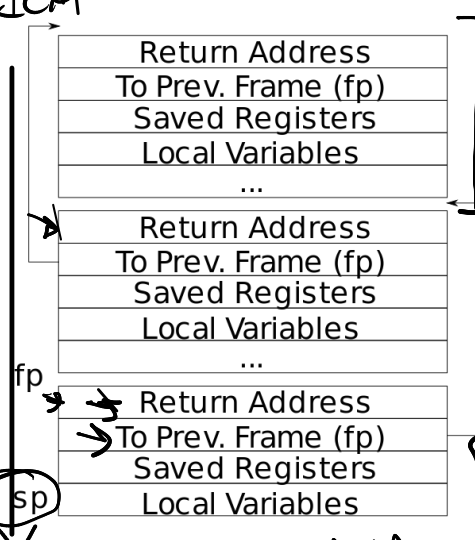 Return Address
To Prev. Frame (fp)
Saved Registers
Local Variables
...
Return Address
To Prev. Frame (fp)
Saved Registers
Local Variables
...
fp
Return Address
To Prev. Frame (fp)
Saved Registers
sp
Local Variables